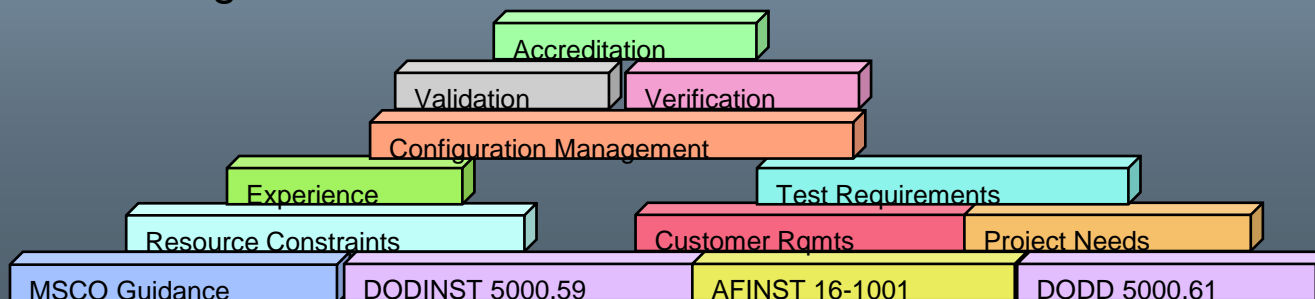 Accreditation
Validation Verification
Configuration Management
Experience Test Requirements
Resource Constraints Customer Rqmts Project Needs
MSCO Guidance DODINST 5000.59 AFINST 16-1001 DODD 5000.61